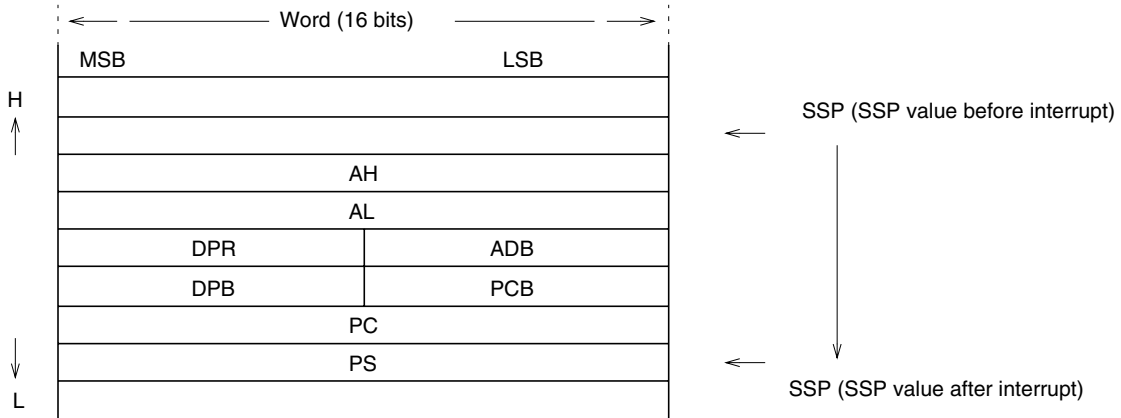 Word (16 bits)
MSB LSB
H
SSP (SSP value before interrupt)
AH
AL
DPR ADB
DPB PCB
PC
PS
SSP (SSP value after interrupt)
L